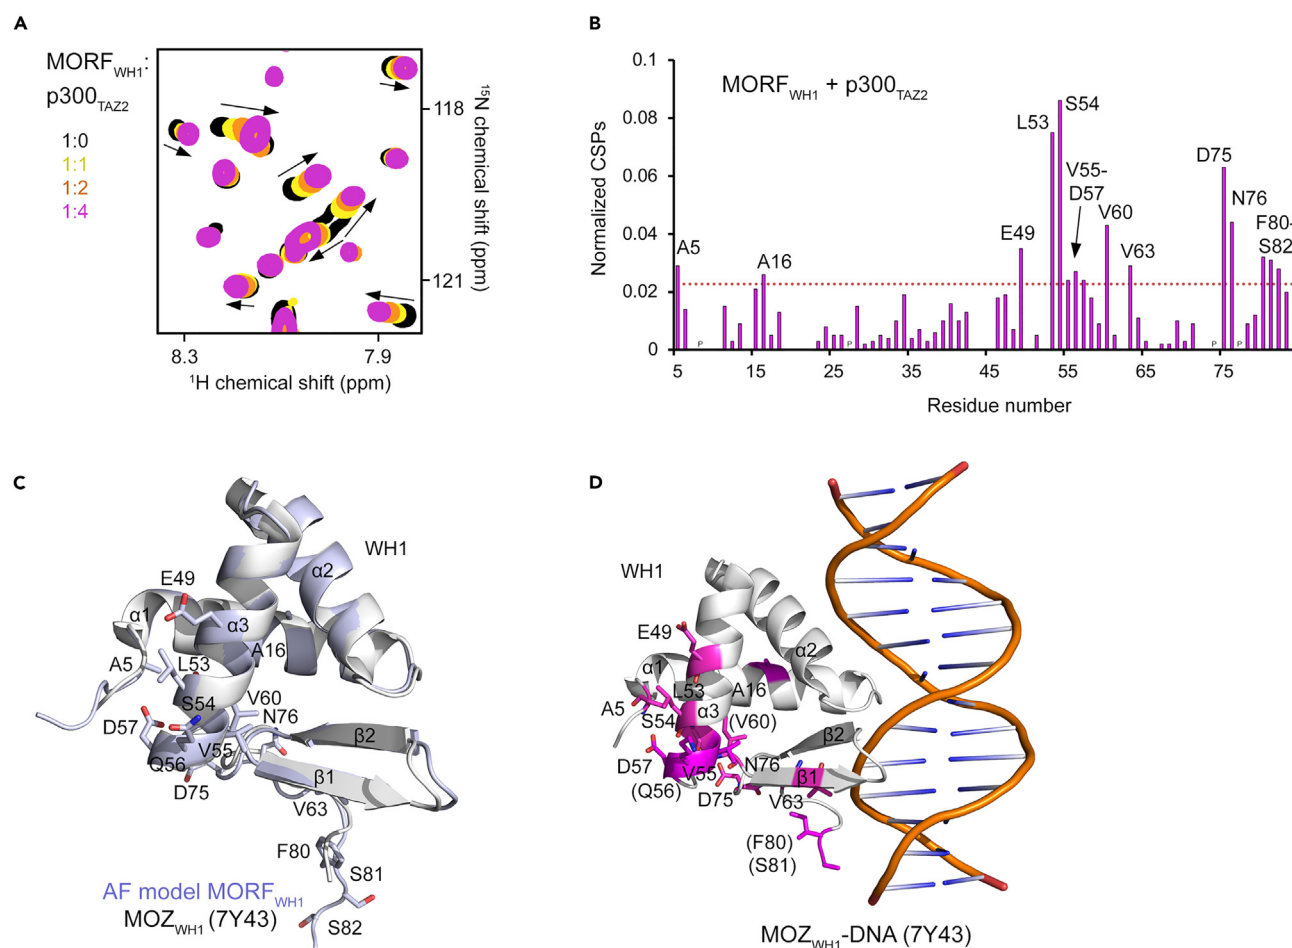 A
MORFWH1:
p300TAZ2
1:0
1:1
1:2
1:4
118
121
15N chemical shift (ppm)
8.3
7.9
1H chemical shift (ppm)
B
MORFWH1 + p300TAZ2
Normalized CSPs
0.1
0.08
0.06
0.04
0.02
0
A5
A16
E49
L53
S54
V55-
D57
V60
V63
D75
N76
F80-
S82
P
P
P
P
5
15
25
35
45
55
65
75
Residue number
C
WH1
E49
α2
α1
α3
A16
A5
L53
S54
V60
D57
N76
V55
β2
Q56
β1
D75
V63
F80
S81
S82
AF model MORFWH1
MOZWH1 (7Y43)
D
WH1
E49
α2
α1
L53
A16
A5
S54
α3
(V60)
β2
D57
V55
N76
β1
(Q56)
D75
V63
(F80)
(S81)
MOZWH1-DNA (7Y43)